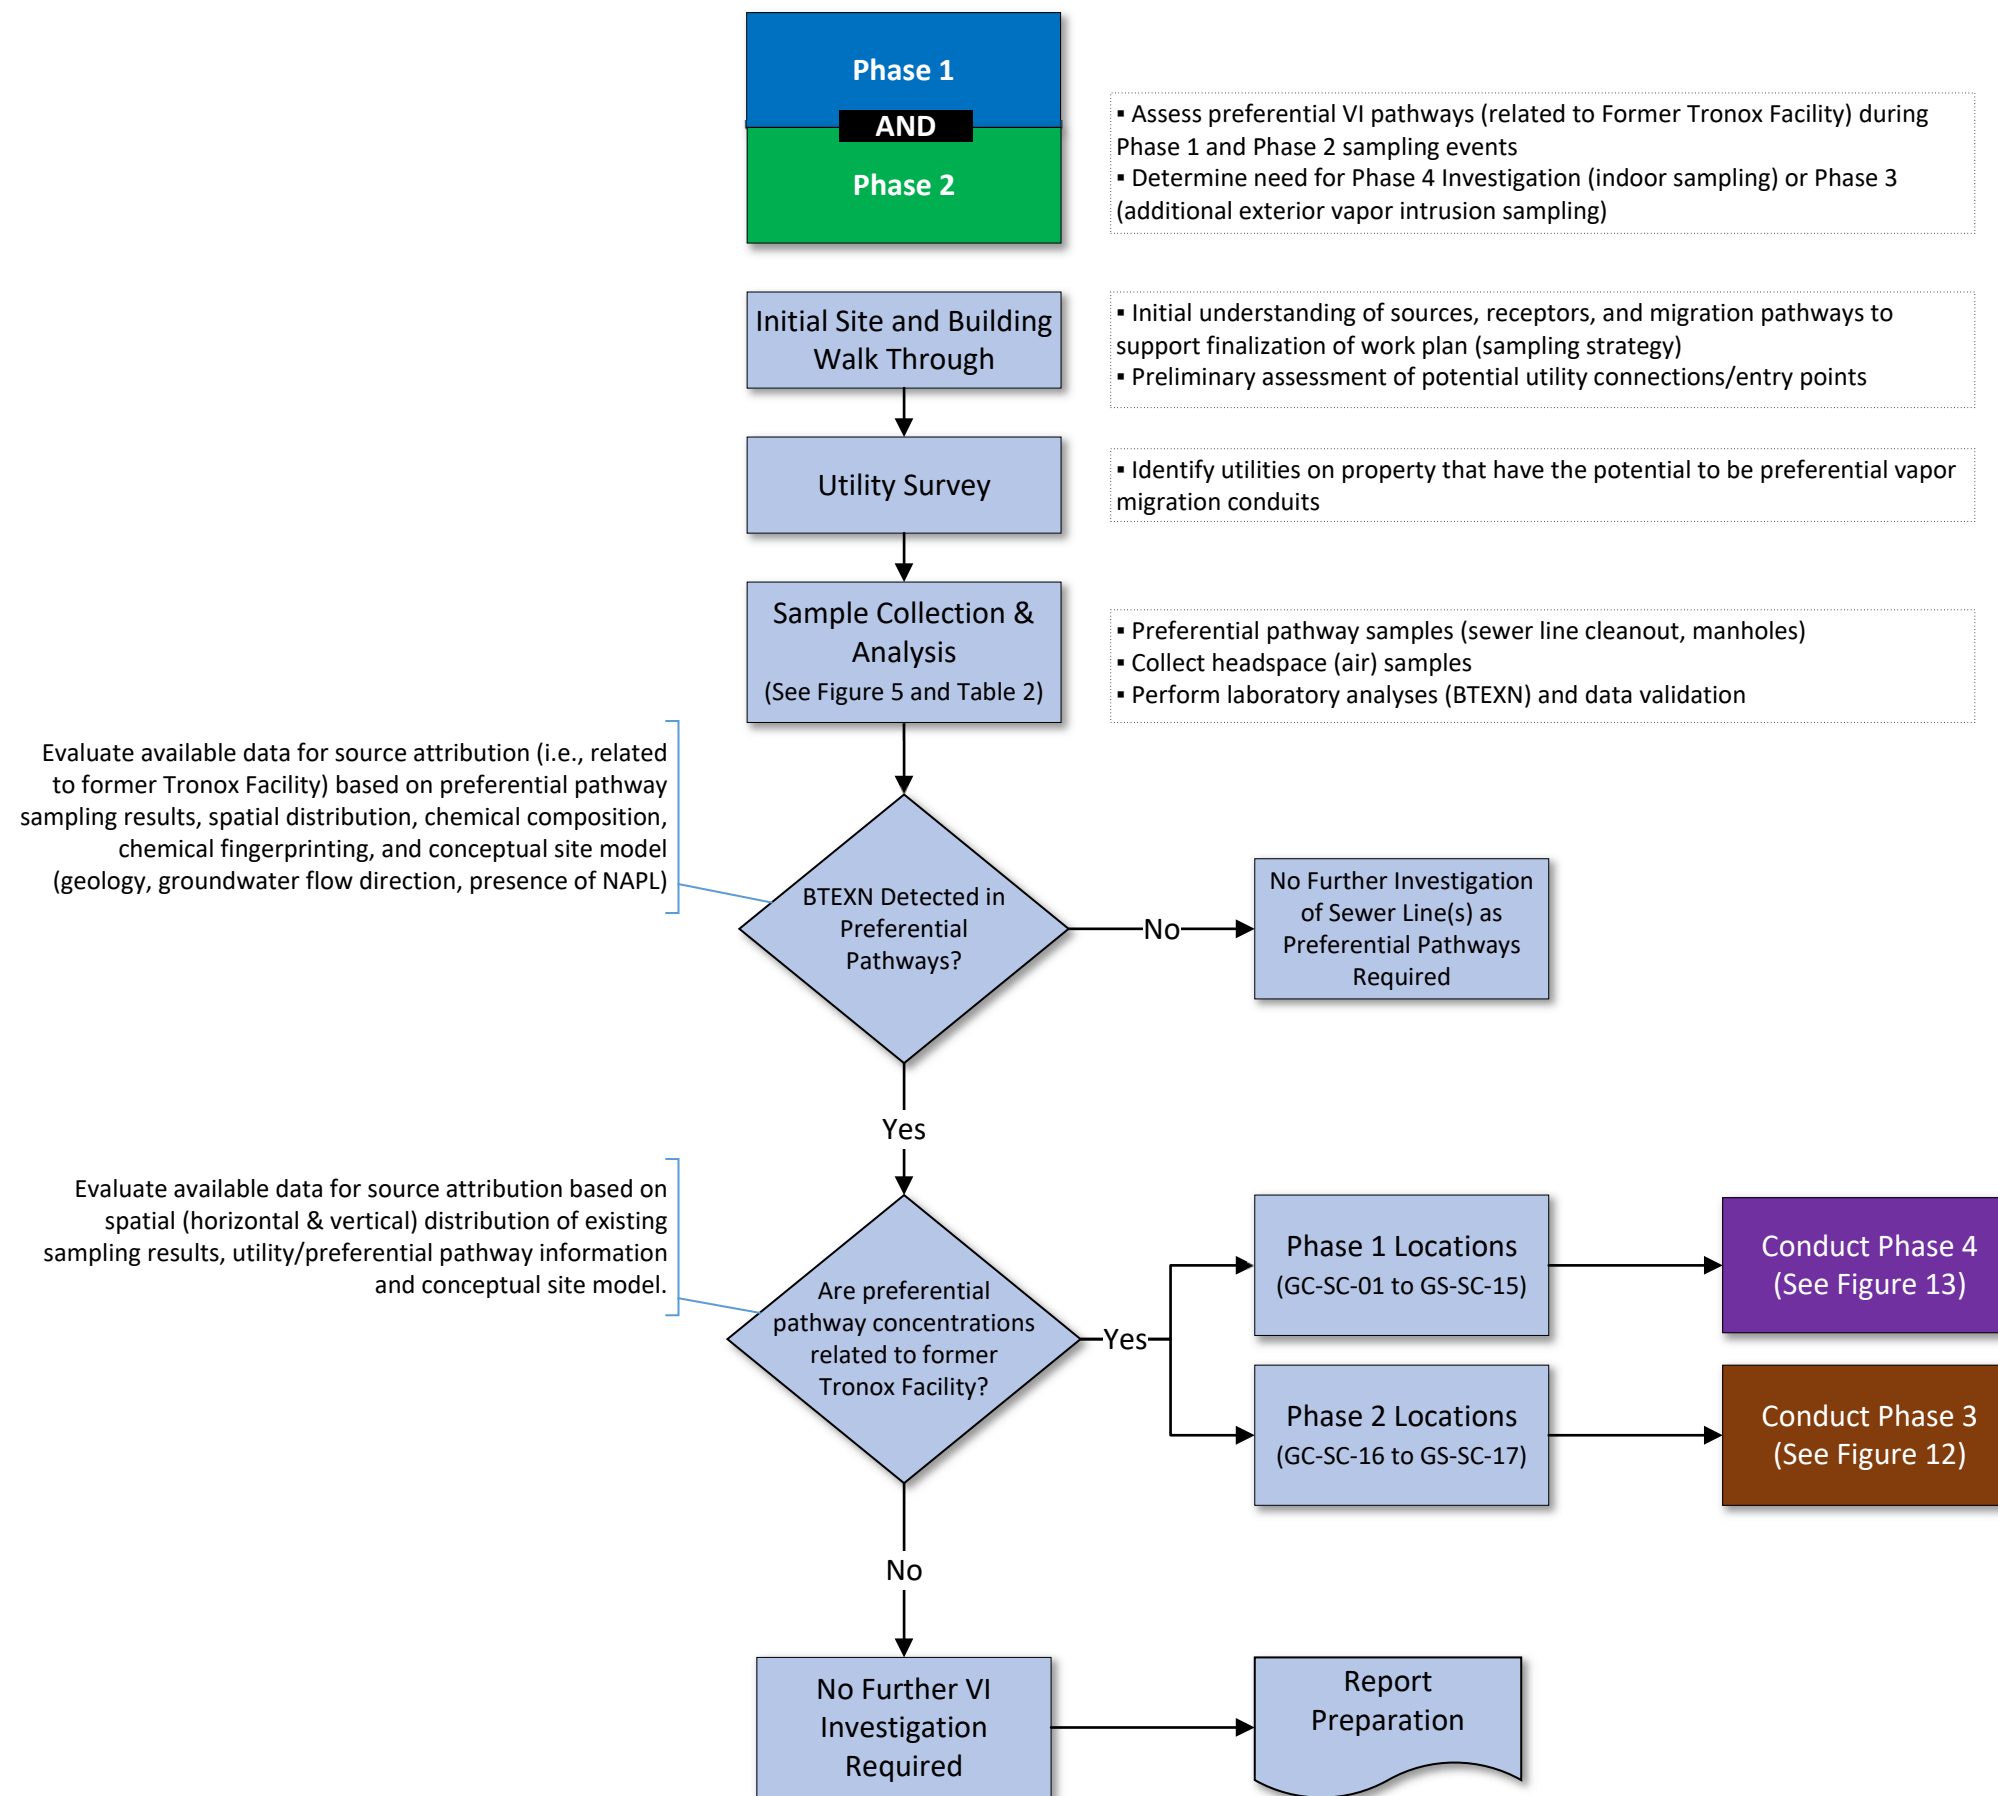 Phase 1
AND
Phase 2
▪ Assess preferential VI pathways (related to Former Tronox Facility) during
Phase 1 and Phase 2 sampling events
▪ Determine need for Phase 4 Investigation (indoor sampling) or Phase 3
(additional exterior vapor intrusion sampling)
Initial Site and Building
Walk Through
▪ Initial understanding of sources, receptors, and migration pathways to
support finalization of work plan (sampling strategy)
▪ Preliminary assessment of potential utility connections/entry points
Utility Survey
▪ Identify utilities on property that have the potential to be preferential vapor
migration conduits
Sample Collection &
Analysis
(See Figure 5 and Table 2)
▪ Preferential pathway samples (sewer line cleanout, manholes)
▪ Collect headspace (air) samples
▪ Perform laboratory analyses (BTEXN) and data validation
Evaluate available data for source attribution (i.e., related
to former Tronox Facility) based on preferential pathway
sampling results, spatial distribution, chemical composition,
chemical fingerprinting, and conceptual site model
(geology, groundwater flow direction, presence of NAPL)
BTEXN Detected in
Preferential
Pathways?
No
No Further Investigation
of Sewer Line(s) as
Preferential Pathways
Required
Yes
Evaluate available data for source attribution based on
spatial (horizontal & vertical) distribution of existing
sampling results, utility/preferential pathway information
and conceptual site model.
Are preferential
pathway concentrations
related to former
Tronox Facility?
Yes
Phase 1 Locations
(GC-SC-01 to GS-SC-15)
Conduct Phase 4
(See Figure 13)
Phase 2 Locations
(GC-SC-16 to GS-SC-17)
Conduct Phase 3
(See Figure 12)
No
No Further VI
Investigation
Required
Report
Preparation